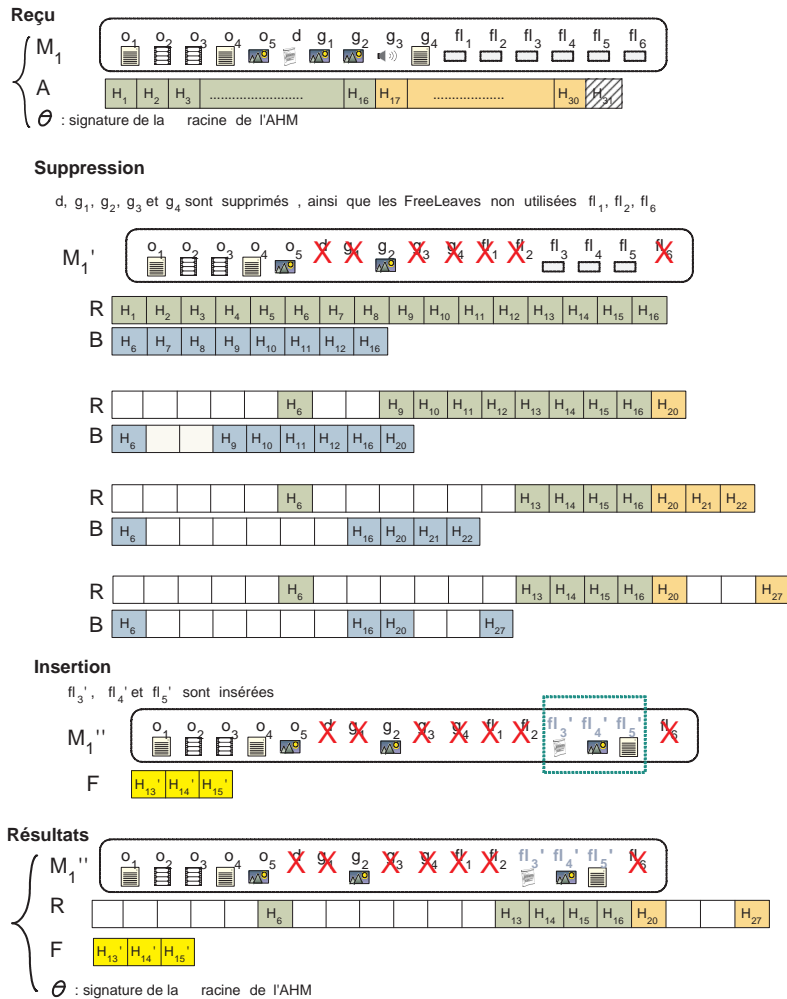 Reçu
M1 o1 o2 o3 o4 o5 d g1 g2 g3 g4 fl1 fl2 fl3 fl4 fl5 fl6
A H1 H2 H3 ........................ H16 H17 ................... H30 H31
θ : signature de la racine de l'AHM
Suppression
d, g1, g2, g3 et g4 sont supprimés , ainsi que les FreeLeaves non utilisées fl1, fl2, fl6
M1' o1 o2 o3 o4 o5 d g1 g2 g3 g4 fl1 fl2 fl3 fl4 fl5 fl6
R H1 H2 H3 H4 H5 H6 H7 H8 H9 H10 H11 H12 H13 H14 H15 H16
B H6 H7 H8 H9 H10 H11 H12 H16
R H6 H9 H10 H11 H12 H13 H14 H15 H16 H20
B H6 H9 H10 H11 H12 H16 H20
R H6 H13 H14 H15 H16 H20 H21 H22
B H6 H16 H20 H21 H22
R H6 H13 H14 H15 H16 H20 H27
B H6 H16 H20 H27
Insertion
fl3', fl4' et fl5' sont insérées
M1'' o1 o2 o3 o4 o5 d g1 g2 g3 g4 fl1 fl2 fl3' fl4' fl5' fl6
F H13' H14' H15'
Résultats
M1'' o1 o2 o3 o4 o5 d g1 g2 g3 g4 fl1 fl2 fl3' fl4' fl5' fl6
R H6 H13 H14 H15 H16 H20 H27
F H13' H14' H15'
θ : signature de la racine de l'AHM